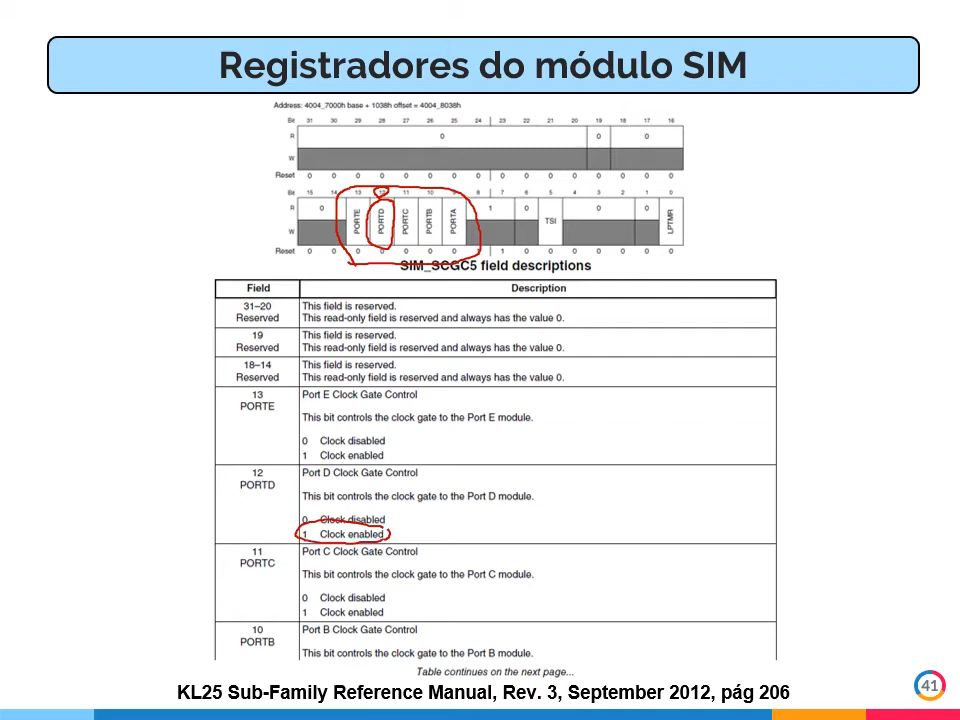 Registradores do módulo SIM
Address: 4004_7000h base + 1038h offset = 4004_8038h
Bit 31 30 29 28 27 26 25 24 23 22 21 20 19 18 17 16
R 0 0 0
W
Reset 0 0 0 0 0 0 0 0 0 0 0 0 0 0 0 0
Bit 15 14 13 12 11 10 9 8 7 6 5 4 3 2 1 0
R 0 PORTE PORTD PORTC PORTB PORTA 1 0 TSI 0 0 LPTMR
W
Reset 0 0 0 0 0 0 0 1 1 0 0 0 0 0 0 0
SIM_SCGC5 field descriptions
Field Description
31–20 This field is reserved.
Reserved This read-only field is reserved and always has the value 0.
19 This field is reserved.
Reserved This read-only field is reserved and always has the value 0.
18–14 This field is reserved.
Reserved This read-only field is reserved and always has the value 0.
13 Port E Clock Gate Control
PORTE
This bit controls the clock gate to the Port E module.
0 Clock disabled
1 Clock enabled
12 Port D Clock Gate Control
PORTD
This bit controls the clock gate to the Port D module.
0 Clock disabled
1 Clock enabled
11 Port C Clock Gate Control
PORTC
This bit controls the clock gate to the Port C module.
0 Clock disabled
1 Clock enabled
10 Port B Clock Gate Control
PORTB
This bit controls the clock gate to the Port B module.
Table continues on the next page...
KL25 Sub-Family Reference Manual, Rev. 3, September 2012, pág 206
41